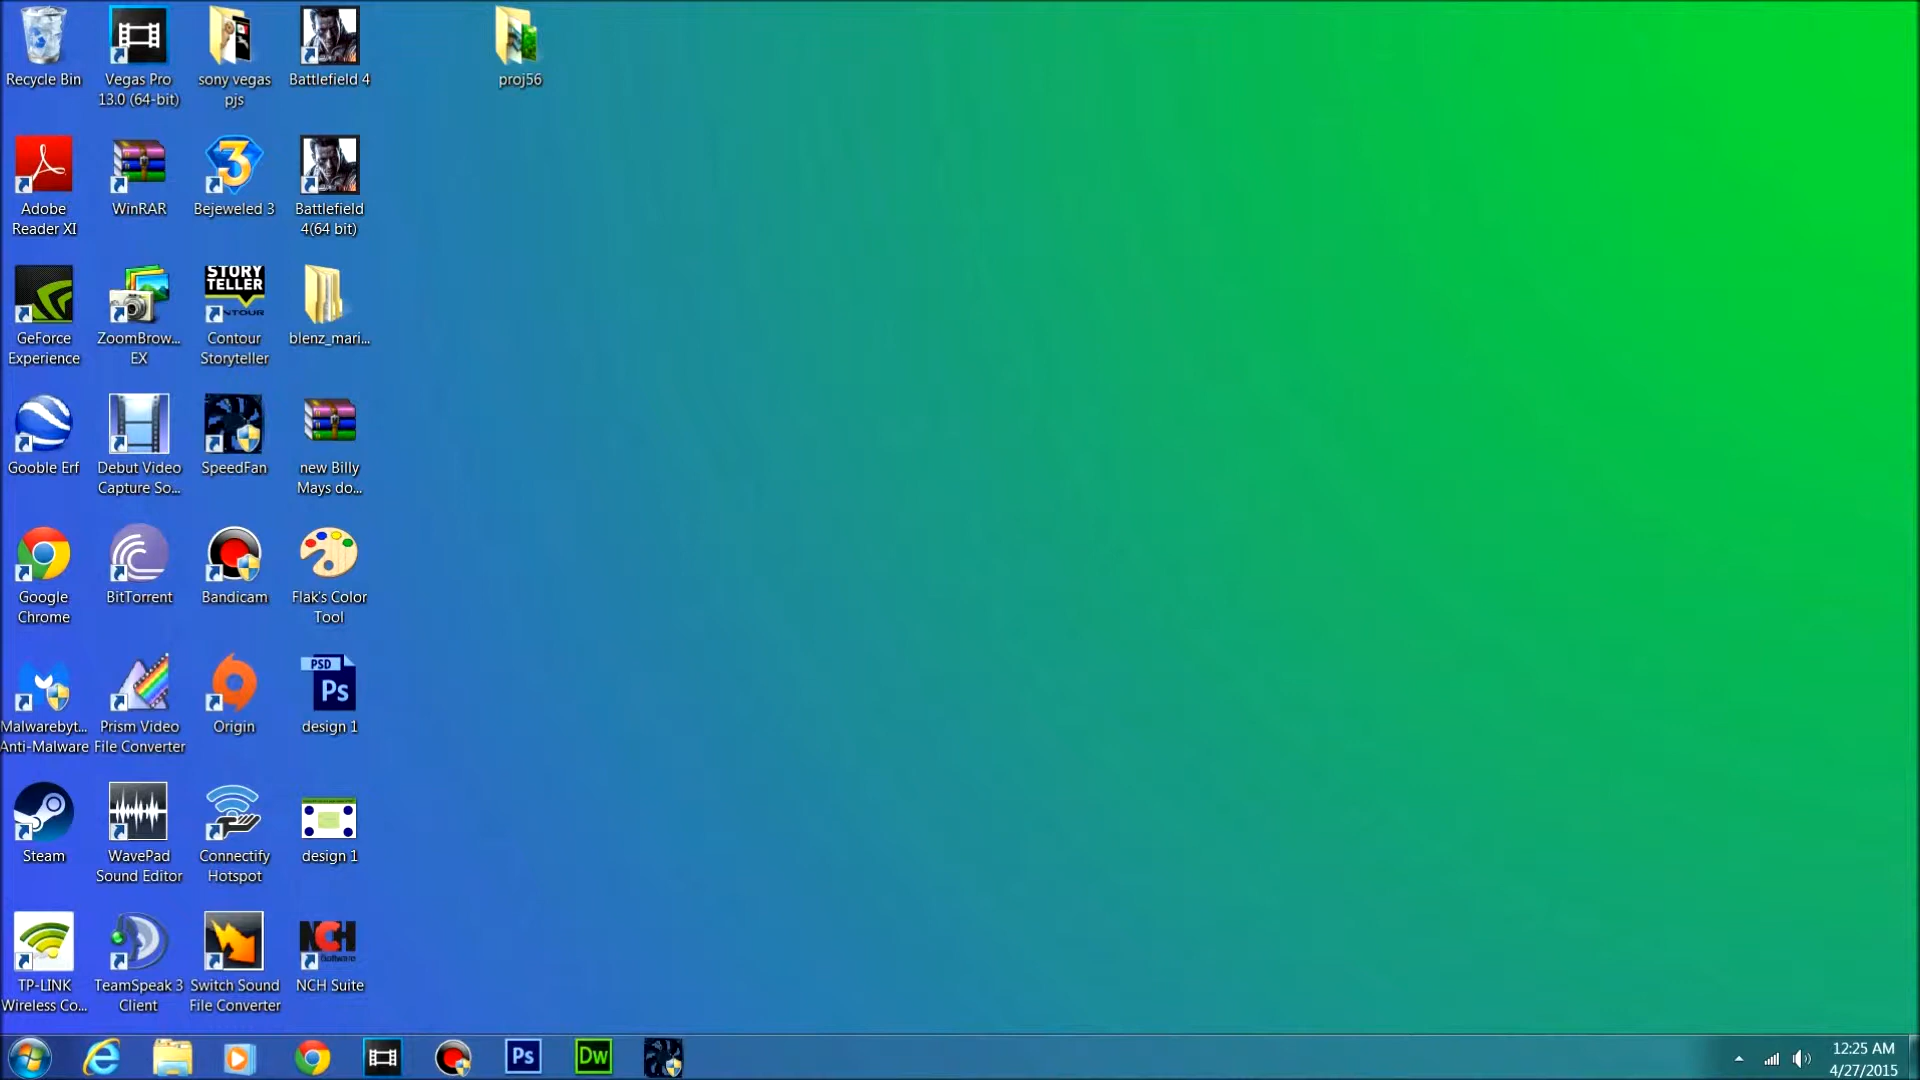 Recycle Bin
Vegas Pro
13.0 (64-bit)
sony vegas
pjs
Battlefield 4
proj56
Adobe
Reader XI
WinRAR
3
Bejeweled 3
Battlefield
4(64 bit)
GeForce
Experience
ZoomBrow...
EX
STORY
TELLER
NTOUR
Contour
Storyteller
blenz_mari...
Gooble Erf
Debut Video
Capture So...
SpeedFan
new Billy
Mays do...
Google
Chrome
BitTorrent
Bandicam
Flak's Color
Tool
Malwarebyt...
Anti-Malware
Prism Video
File Converter
Origin
PSD
Ps
design 1
Steam
WavePad
Sound Editor
Connectify
Hotspot
design 1
TP-LINK
Wireless Co...
TeamSpeak 3
Client
Switch Sound
File Converter
NCH
Software
NCH Suite
Ps
Dw
12:25 AM
4/27/2015